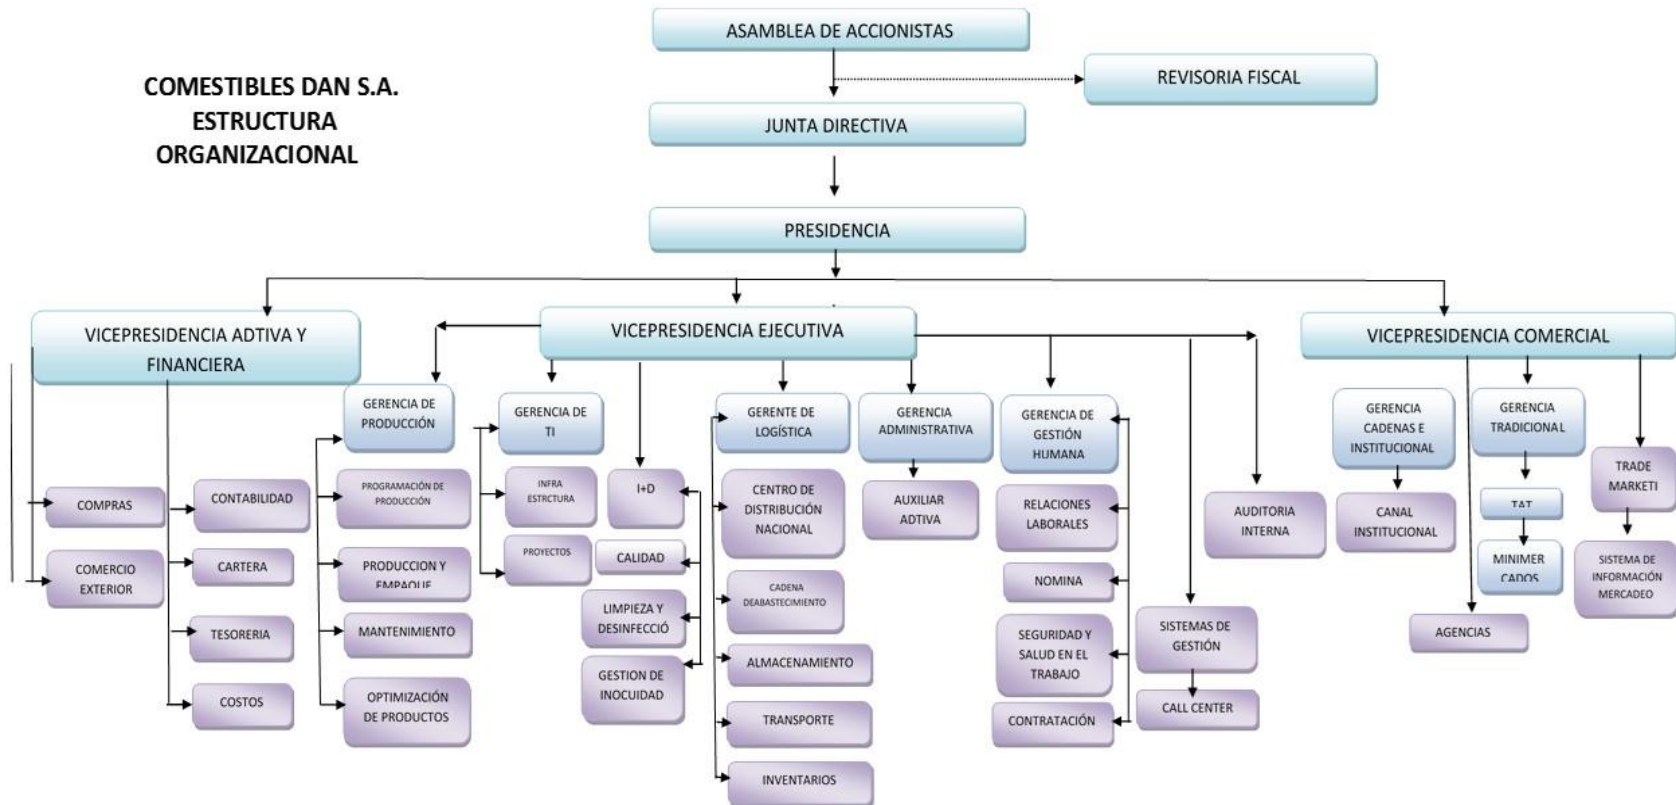 ASAMBLEA DE ACCIONISTAS
REVISORIA FISCAL
COMESTIBLES DAN S.A.
ESTRUCTURA
ORGANIZACIONAL
JUNTA DIRECTIVA
PRESIDENCIA
VICEPRESIDENCIA ADTIVA Y
FINANCIERA
VICEPRESIDENCIA EJECUTIVA
VICEPRESIDENCIA COMERCIAL
GERENCIA DE
PRODUCCIÓN
GERENCIA DE
TI
GERENTE DE
LOGÍSTICA
GERENCIA
ADMINISTRATIVA
GERENCIA DE
GESTIÓN
HUMANA
GERENCIA
CADENAS E
INSTITUCIONAL
GERENCIA
TRADICIONAL
TRADE
MARKETI
COMPRAS
COMERCIO
EXTERIOR
CONTABILIDAD
CARTERA
TESORERIA
COSTOS
PROGRAMACIÓN DE
PRODUCCIÓN
PRODUCCION Y
EMPAQUE
MANTENIMIENTO
OPTIMIZACIÓN
DE PRODUCTOS
INFRA
ESTRCTURA
PROYECTOS
I+D
CALIDAD
LIMPIEZA Y
DESINFECCIÓ
GESTION DE
INOCUIDAD
CENTRO DE
DISTRIBUCIÓN
NACIONAL
CADENA
DEABASTECIMIENTO
ALMACENAMIENTO
TRANSPORTE
INVENTARIOS
AUXILIAR
ADTIVA
RELACIONES
LABORALES
NOMINA
SEGURIDAD Y
SALUD EN EL
TRABAJO
CONTRATACIÓN
SISTEMAS DE
GESTIÓN
CALL CENTER
AUDITORIA
INTERNA
CANAL
INSTITUCIONAL
AGENCIAS
TAT
MINIMER
CADOS
SISTEMA DE
INFORMACIÓN
MERCADEO